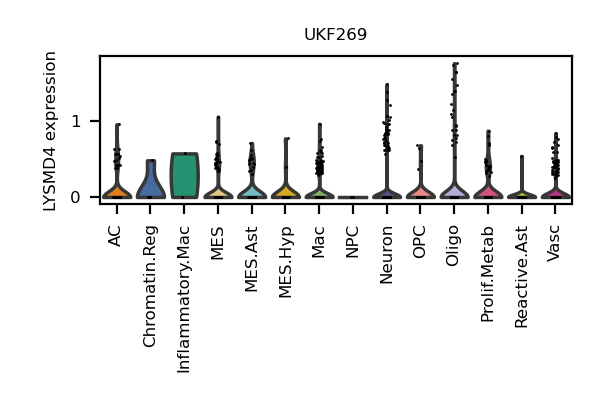 UKF269
LYSMD4 expression
1
0
AC
Chromatin.Reg
Inflammatory.Mac
MES
MES.Ast
MES.Hyp
Mac
NPC
Neuron
OPC
Oligo
Prolif.Metab
Reactive.Ast
Vasc